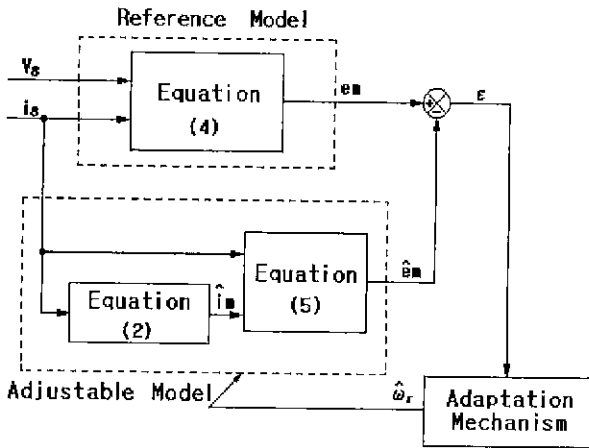 Reference Model
Vs
is
Equation
(4)
em
+
−
ε
Equation
(2)
îm
Equation
(5)
êm
Adjustable Model
ω̂r
Adaptation
Mechanism